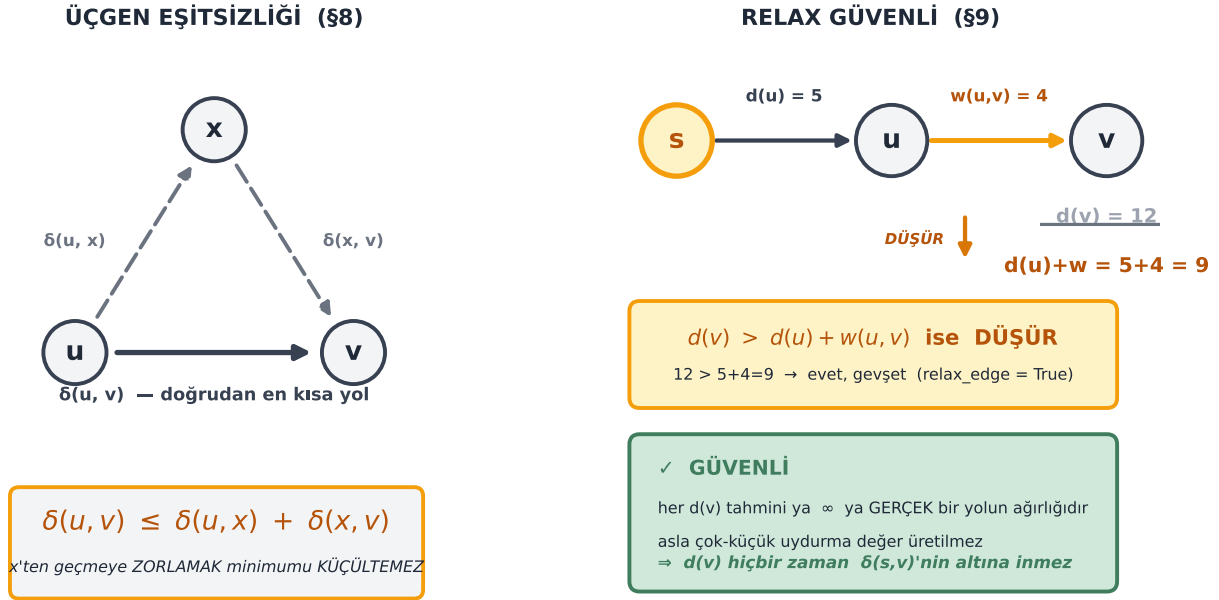 ÜÇGEN EŞİTSİZLİĞİ (§8)
x
δ(u, x)
δ(x, v)
u
v
δ(u, v) — doğrudan en kısa yol
δ(u, v) ≤ δ(u, x) + δ(x, v)
x'ten geçmeye ZORLAMAK minimumu KÜÇÜLTEMEZ
RELAX GÜVENLİ (§9)
d(u) = 5
w(u,v) = 4
s
u
v
d(v) = 12
DÜŞÜR
d(u)+w = 5+4 = 9
d(v) > d(u) + w(u, v) ise DÜŞÜR
12 > 5+4=9 → evet, gevşet (relax_edge = True)
✓ GÜVENLİ
her d(v) tahmini ya ∞ ya GERÇEK bir yolun ağırlığıdır
asla çok-küçük uydurma değer üretilmez
⇒ d(v) hiçbir zaman δ(s,v)'nin altına inmez